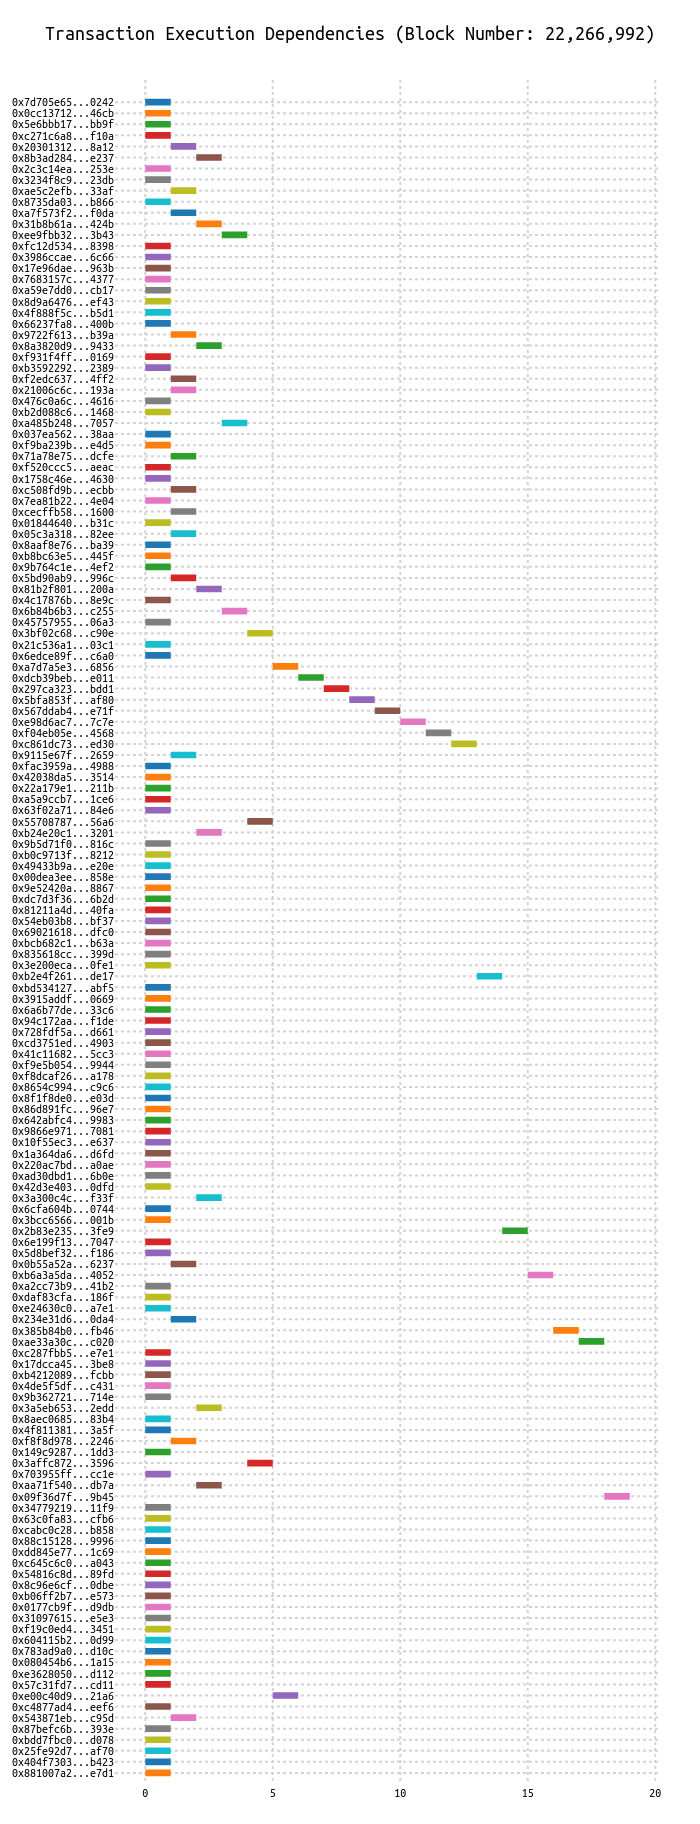 Transaction Execution Dependencies (Block Number: 22,266,992)
0x7d705e65...0242
0x0cc13712...46cb
0x5e6bbb17...bb9f
0xc271c6a8...f10a
0x20301312...8a12
0x8b3ad284...e237
0x2c3c14ea...253e
0x3234f8c9...23db
0xae5c2efb...33af
0x8735da03...b866
0xa7f573f2...f0da
0x31b8b61a...424b
0xee9fbb32...3b43
0xfc12d534...8398
0x3986ccae...6c66
0x17e96dae...963b
0x7683157c...4377
0xa59e7dd0...cb17
0x8d9a6476...ef43
0x4f888f5c...b5d1
0x66237fa8...400b
0x9722f613...b39a
0x8a3820d9...9433
0xf931f4ff...0169
0xb3592292...2389
0xf2edc637...4ff2
0x21006c6c...193a
0x476c0a6c...4616
0xb2d088c6...1468
0xa485b248...7057
0x037ea562...38aa
0xf9ba239b...e4d5
0x71a78e75...dcfe
0xf520ccc5...aeac
0x1758c46e...4630
0xc508fd9b...ecbb
0x7ea81b22...4e04
0xcecffb58...1600
0x01844640...b31c
0x05c3a318...82ee
0x8aaf8e76...ba39
0xb8bc63e5...445f
0x9b764c1e...4ef2
0x5bd90ab9...996c
0x81b2f801...200a
0x4c17876b...8e9c
0x6b84b6b3...c255
0x45757955...06a3
0x3bf02c68...c90e
0x21c536a1...03c1
0x6edce89f...c6a0
0xa7d7a5e3...6856
0xdcb39beb...e011
0x297ca323...bdd1
0x5bfa853f...af80
0x567ddab4...e71f
0xe98d6ac7...7c7e
0xf04eb05e...4568
0xc861dc73...ed30
0x9115e67f...2659
0xfac3959a...4988
0x42038da5...3514
0x22a179e1...211b
0xa5a9ccb7...1ce6
0x63f02a71...84e6
0x55708787...56a6
0xb24e20c1...3201
0x9b5d71f0...816c
0xb0c9713f...8212
0x49433b9a...e20e
0x00dea3ee...858e
0x9e52420a...8867
0xdc7d3f36...6b2d
0x81211a4d...40fa
0x54eb03b8...bf37
0x69021618...dfc0
0xbcb682c1...b63a
0x835618cc...399d
0x3e200eca...0fe1
0xb2e4f261...de17
0xbd534127...abf5
0x3915addf...0669
0x6a6b77de...33c6
0x94c172aa...f1de
0x728fdf5a...d661
0xcd3751ed...4903
0x41c11682...5cc3
0xf9e5b054...9944
0xf8dcaf26...a178
0x8654c994...c9c6
0x8f1f8de0...e03d
0x86d891fc...96e7
0x642abfc4...9983
0x9866e971...7081
0x10f55ec3...e637
0x1a364da6...d6fd
0x220ac7bd...a0ae
0xad30dbd1...6b0e
0x42d3e403...0dfd
0x3a300c4c...f33f
0x6cfa604b...0744
0x3bcc6566...001b
0x2b83e235...3fe9
0x6e199f13...7047
0x5d8bef32...f186
0x0b55a52a...6237
0xb6a3a5da...4052
0xa2cc73b9...41b2
0xdaf83cfa...186f
0xe24630c0...a7e1
0x234e31d6...0da4
0x385b84b0...fb46
0xae33a30c...c020
0xc287fbb5...e7e1
0x17dcca45...3be8
0xb4212089...fcbb
0x4de5f5df...c431
0x9b362721...714e
0x3a5eb653...2edd
0x8aec0685...83b4
0x4f811381...3a5f
0xf8f8d978...2246
0x149c9287...1dd3
0x3affc872...3596
0x703955ff...cc1e
0xaa71f540...db7a
0x09f36d7f...9b45
0x34779219...11f9
0x63c0fa83...cfb6
0xcabc0c28...b858
0x88c15128...9996
0xdd845e77...1c69
0xc645c6c0...a043
0x54816c8d...89fd
0x8c96e6cf...0dbe
0xb06ff2b7...e573
0x0177cb9f...d9db
0x31097615...e5e3
0xf19c0ed4...3451
0x604115b2...0d99
0x783ad9a0...d10c
0x080454b6...1a15
0xe3628050...d112
0x57c31fd7...cd11
0xe00c40d9...21a6
0xc4877ad4...eef6
0x543871eb...c95d
0x87befc6b...393e
0xbdd7fbc0...d078
0x25fe92d7...af70
0x404f7303...b423
0x881007a2...e7d1
0 5 10 15 20